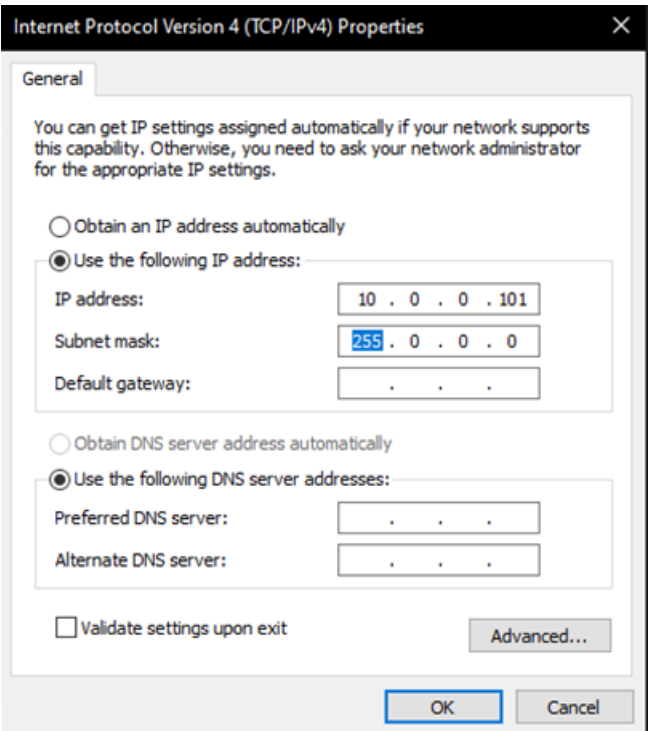 Internet Protocol Version 4 (TCP/IPv4) Properties
General
You can get IP settings assigned automatically if your network supports
this capability. Otherwise, you need to ask your network administrator
for the appropriate IP settings.
Obtain an IP address automatically
Use the following IP address:
IP address: 10 . 0 . 0 . 101
Subnet mask: 255 . 0 . 0 . 0
Default gateway: . . .
Obtain DNS server address automatically
Use the following DNS server addresses:
Preferred DNS server: . . .
Alternate DNS server: . . .
Validate settings upon exit
Advanced...
OK Cancel